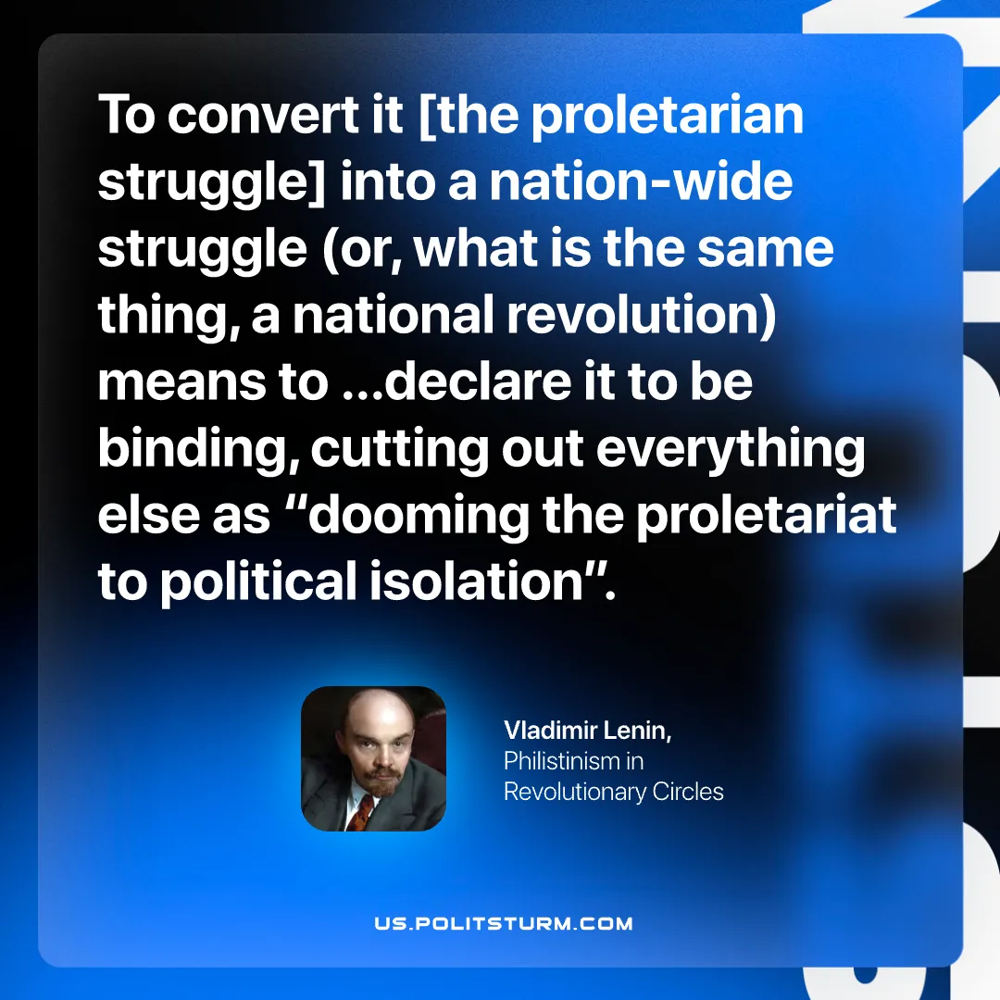 To convert it [the proletarian
struggle] into a nation-wide
struggle (or, what is the same
thing, a national revolution)
means to ...declare it to be
binding, cutting out everything
else as “dooming the proletariat
to political isolation”.
Vladimir Lenin,
Philistinism in
Revolutionary Circles
US.POLITSTURM.COM